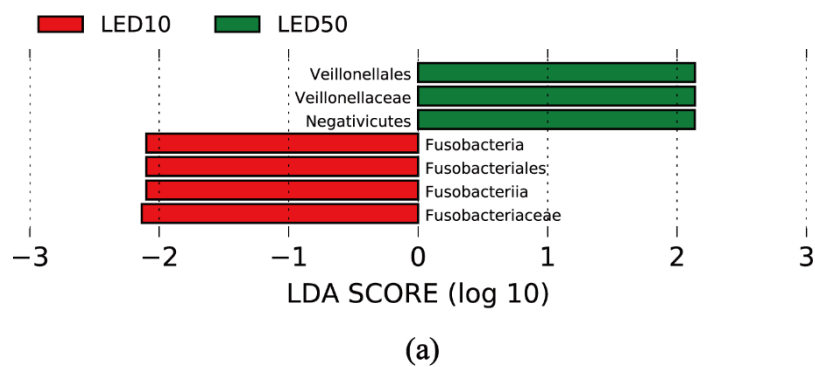 LED10 LED50
Veillonellales
Veillonellaceae
Negativicutes
Fusobacteria
Fusobacteriales
Fusobacteriia
Fusobacteriaceae
−3 −2 −1 0 1 2 3
LDA SCORE (log 10)
(a)